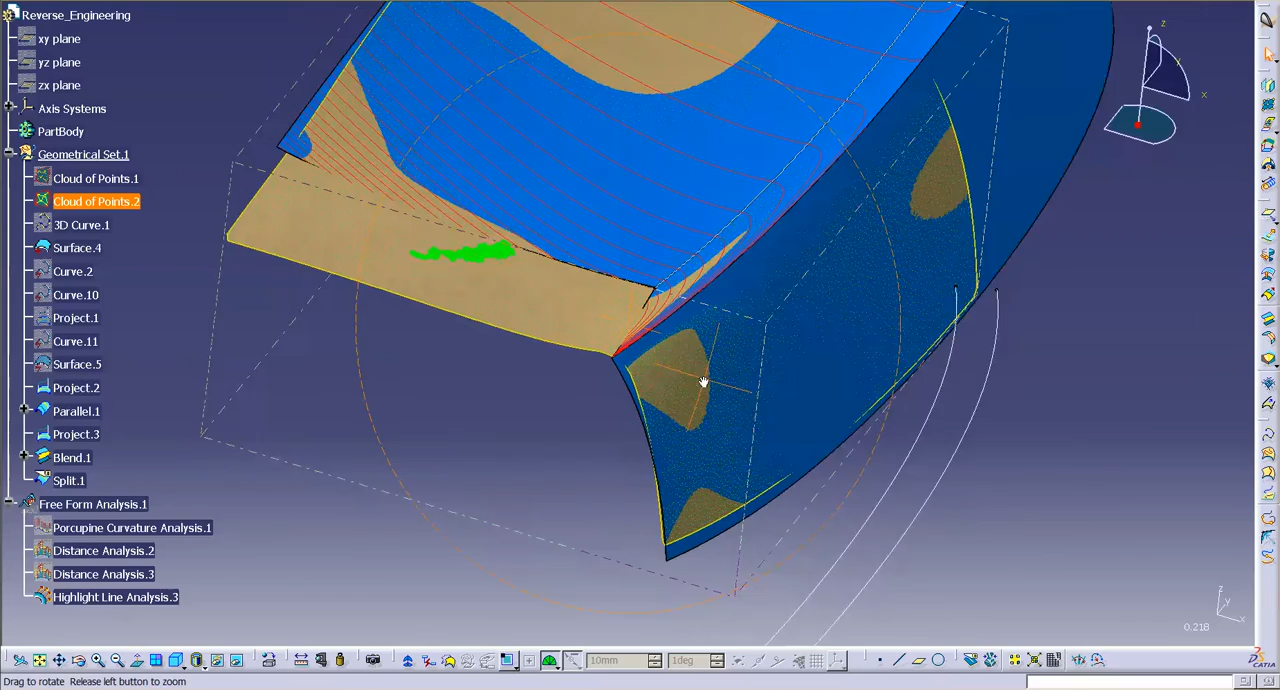 Reverse_Engineering
xy plane
yz plane
zx plane
Axis Systems
PartBody
Geometrical Set.1
Cloud of Points.1
Cloud of Points.2
3D Curve.1
Surface.4
Curve.2
Curve.10
Project.1
Curve.11
Surface.5
Project.2
Parallel.1
Project.3
Blend.1
Split.1
Free Form Analysis.1
Porcupine Curvature Analysis.1
Distance Analysis.2
Distance Analysis.3
Highlight Line Analysis.3
z
y
x
z
y
x
0.218
10mm
1deg
CATIA
Drag to rotate Release left button to zoom